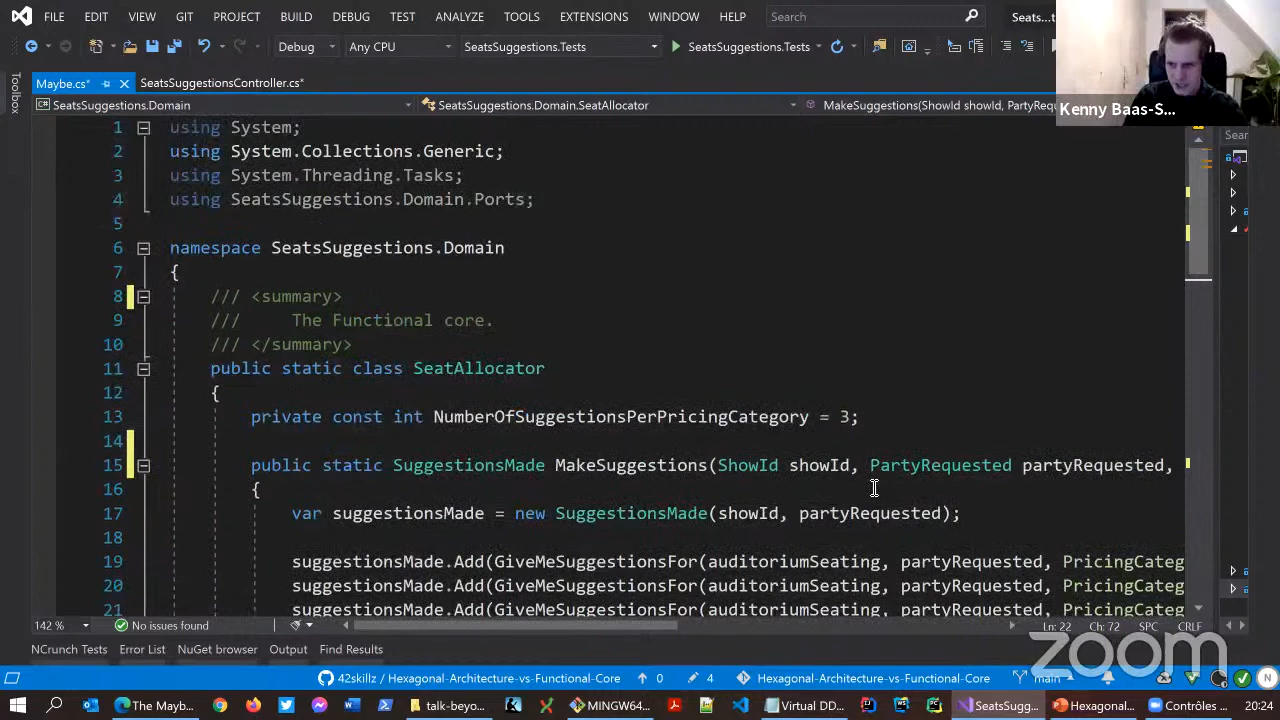 FILE EDIT VIEW GIT PROJECT BUILD DEBUG TEST ANALYZE TOOLS EXTENSIONS WINDOW HELP Search Seats...t
Debug Any CPU SeatsSuggestions.Tests SeatsSuggestions.Tests
Maybe.cs* SeatsSuggestionsController.cs*
Toolbox
SeatsSuggestions.Domain SeatsSuggestions.Domain.SeatAllocator MakeSuggestions(ShowId showId, PartyRequ
Kenny Baas-S...
Sear
1 using System;
2 using System.Collections.Generic;
3 using System.Threading.Tasks;
4 using SeatsSuggestions.Domain.Ports;
5
6 namespace SeatsSuggestions.Domain
7 {
8 /// <summary>
9 /// The Functional core.
10 /// </summary>
11 public static class SeatAllocator
12 {
13 private const int NumberOfSuggestionsPerPricingCategory = 3;
14
15 public static SuggestionsMade MakeSuggestions(ShowId showId, PartyRequested partyRequested,
16 {
17 var suggestionsMade = new SuggestionsMade(showId, partyRequested);
18
19 suggestionsMade.Add(GiveMeSuggestionsFor(auditoriumSeating, partyRequested, PricingCateg
20 suggestionsMade.Add(GiveMeSuggestionsFor(auditoriumSeating, partyRequested, PricingCateg
21 suggestionsMade.Add(GiveMeSuggestionsFor(auditoriumSeating, partyRequested, PricingCateg
142 % No issues found Ln: 22 Ch: 72 SPC CRLF
NCrunch Tests Error List NuGet browser Output Find Results
zoom
42skillz / Hexagonal-Architecture-vs-Functional-Core 0 4 Hexagonal-Architecture-vs-Functional-Core main
The Maybe... talk-beyo... MINGW64... Virtual DD... SeatsSugg... Hexagonal... Contrôles ... 20:24